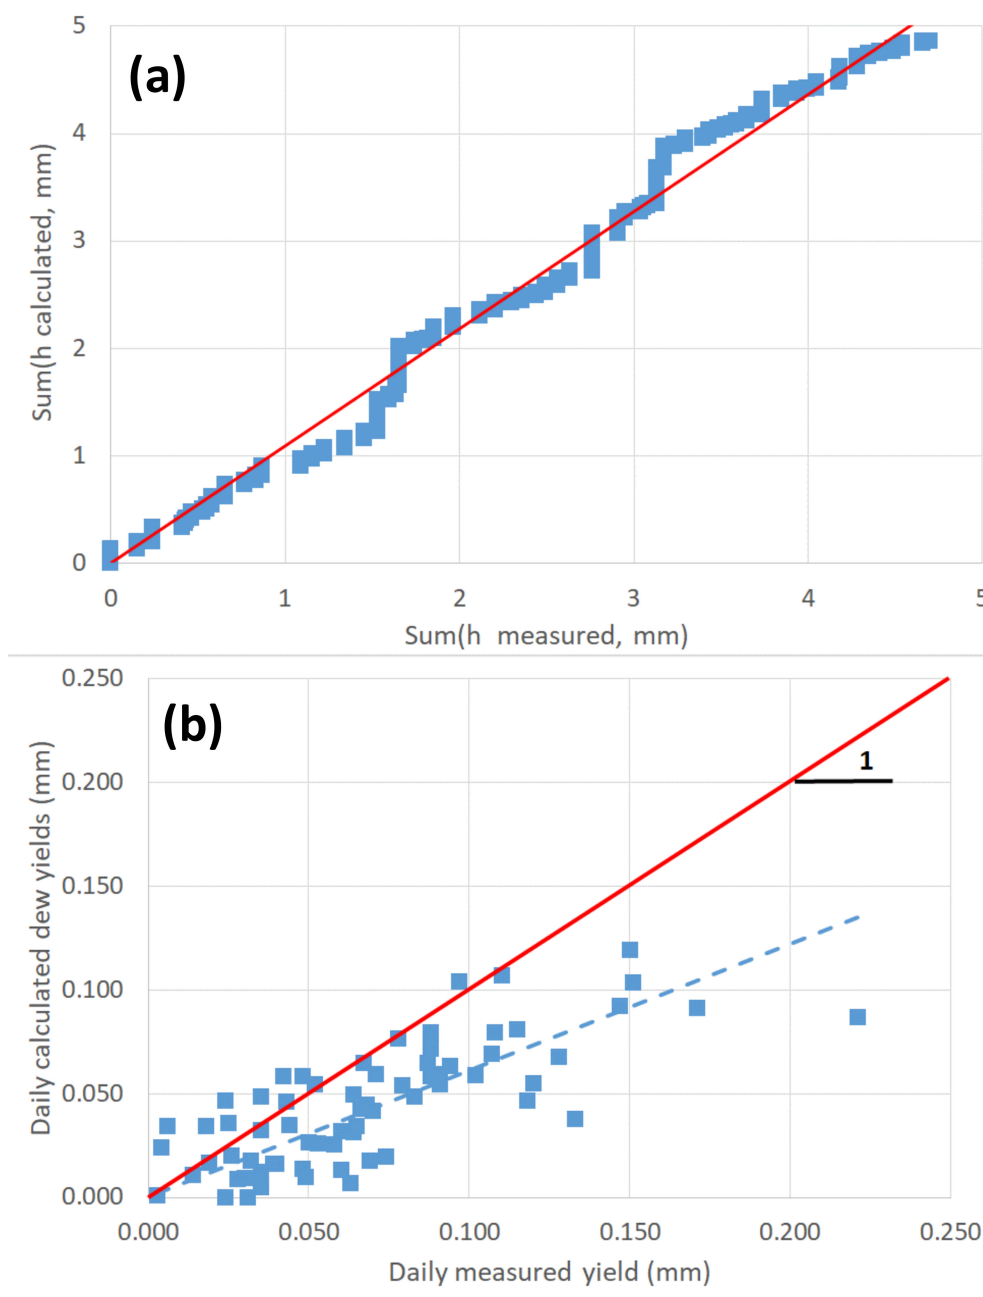 (a)
5
4
3
2
1
0
Sum(h calculated, mm)
0 1 2 3 4 5
Sum(h measured, mm)
(b)
0.250
0.200
0.150
0.100
0.050
0.000
1
Daily calculated dew yields (mm)
0.000 0.050 0.100 0.150 0.200 0.250
Daily measured yield (mm)